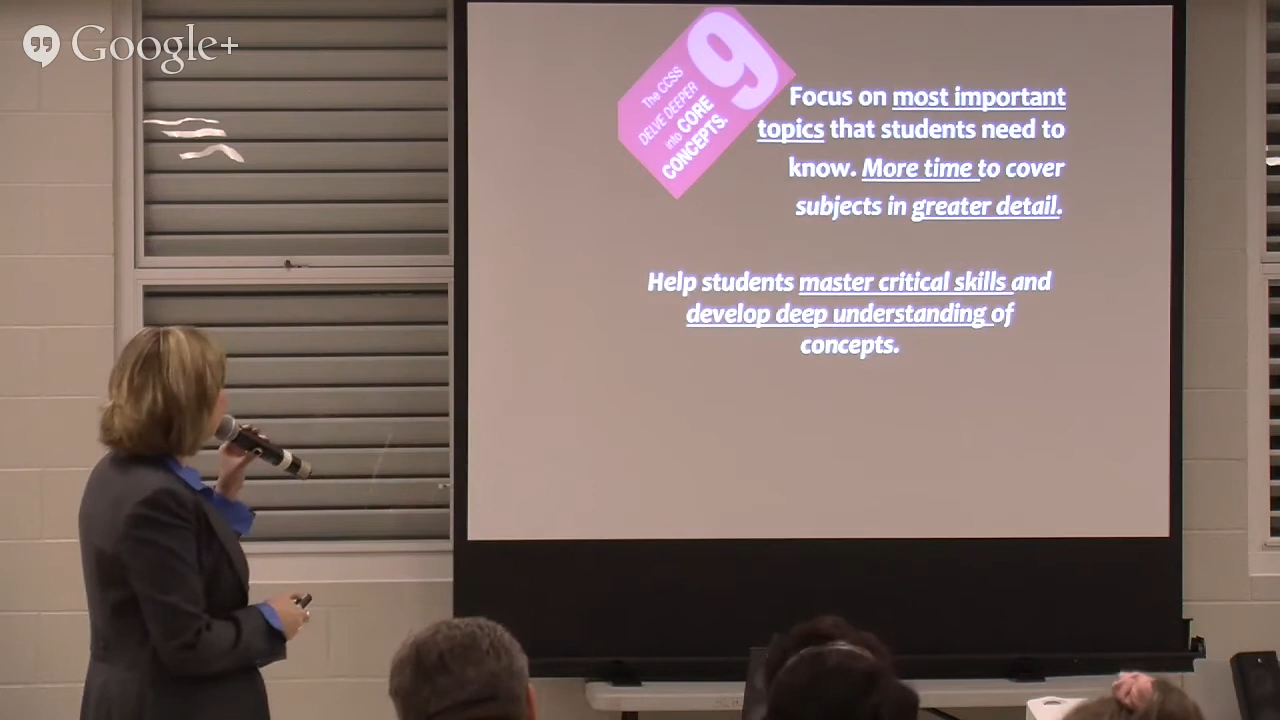 Google+
9
The CCSS
DELVE DEEPER
into CORE
CONCEPTS.
Focus on most important
topics that students need to
know. More time to cover
subjects in greater detail.
Help students master critical skills and
develop deep understanding of
concepts.